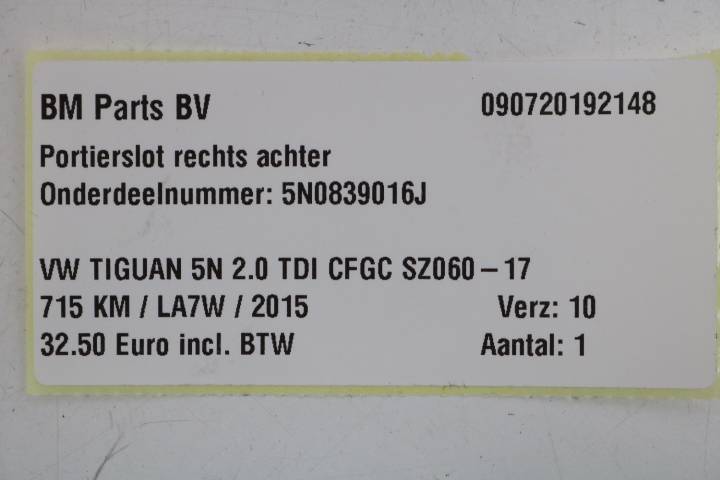 BM Parts BV 090720192148
Portierslot rechts achter
Onderdeelnummer: 5N0839016J
VW TIGUAN 5N 2.0 TDI CFGC SZ060 – 17
715 KM / LA7W / 2015 Verz: 10
32.50 Euro incl. BTW Aantal: 1